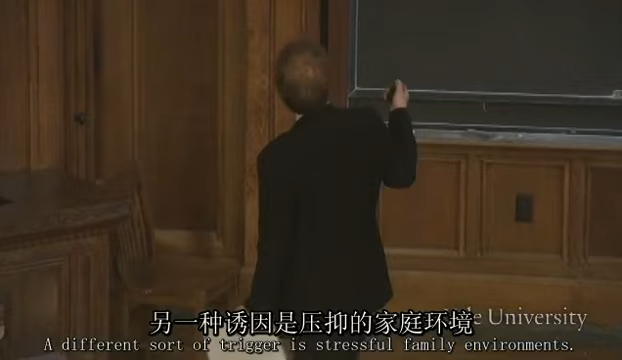 另一种诱因是压抑的家庭环境
le University
A different sort of trigger is stressful family environments.